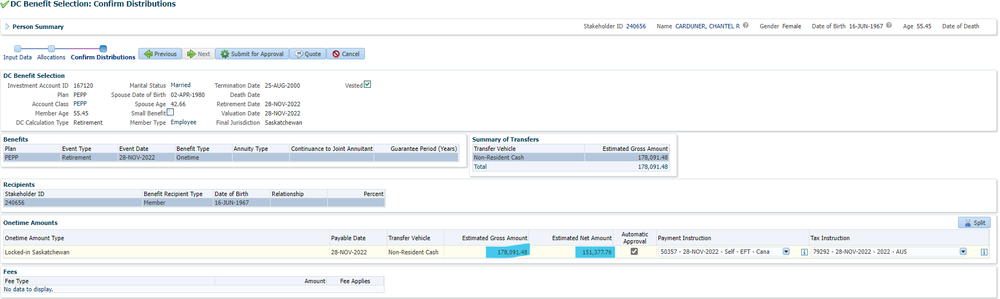 DC Benefit Selection: Confirm Distributions
Person Summary Stakeholder ID 240656 Name CARDUNER, CHANTEL R Gender Female Date of Birth 16-JUN-1967 Age 55.45 Date of Death
Input Data Allocations Confirm Distributions Previous Next Submit for Approval Quote Cancel
DC Benefit Selection
Investment Account ID 167120 Marital Status Married Termination Date 25-AUG-2000 Vested
Plan PEPP Spouse Date of Birth 02-APR-1980 Death Date
Account Class PEPP Spouse Age 42.66 Retirement Date 28-NOV-2022
Member Age 55.45 Small Benefit Valuation Date 28-NOV-2022
DC Calculation Type Retirement Member Type Employee Final Jurisdiction Saskatchewan
Benefits
Plan Event Type Event Date Benefit Type Annuity Type Continuance to Joint Annuitant Guarantee Period (Years)
PEPP Retirement 28-NOV-2022 Onetime
Summary of Transfers
Transfer Vehicle Estimated Gross Amount
Non-Resident Cash 178,091.48
Total 178,091.48
Recipients
Stakeholder ID Benefit Recipient Type Date of Birth Relationship Percent
240656 Member 16-JUN-1967
Onetime Amounts Split
Onetime Amount Type Payable Date Transfer Vehicle Estimated Gross Amount Estimated Net Amount Automatic Approval Payment Instruction Tax Instruction
Locked-in Saskatchewan 28-NOV-2022 Non-Resident Cash 178,091.48 151,377.76 50357 - 28-NOV-2022 - Self - EFT - Cana 79292 - 28-NOV-2022 - 2022 - AUS
Fees
Fee Type Amount Fee Applies
No data to display.